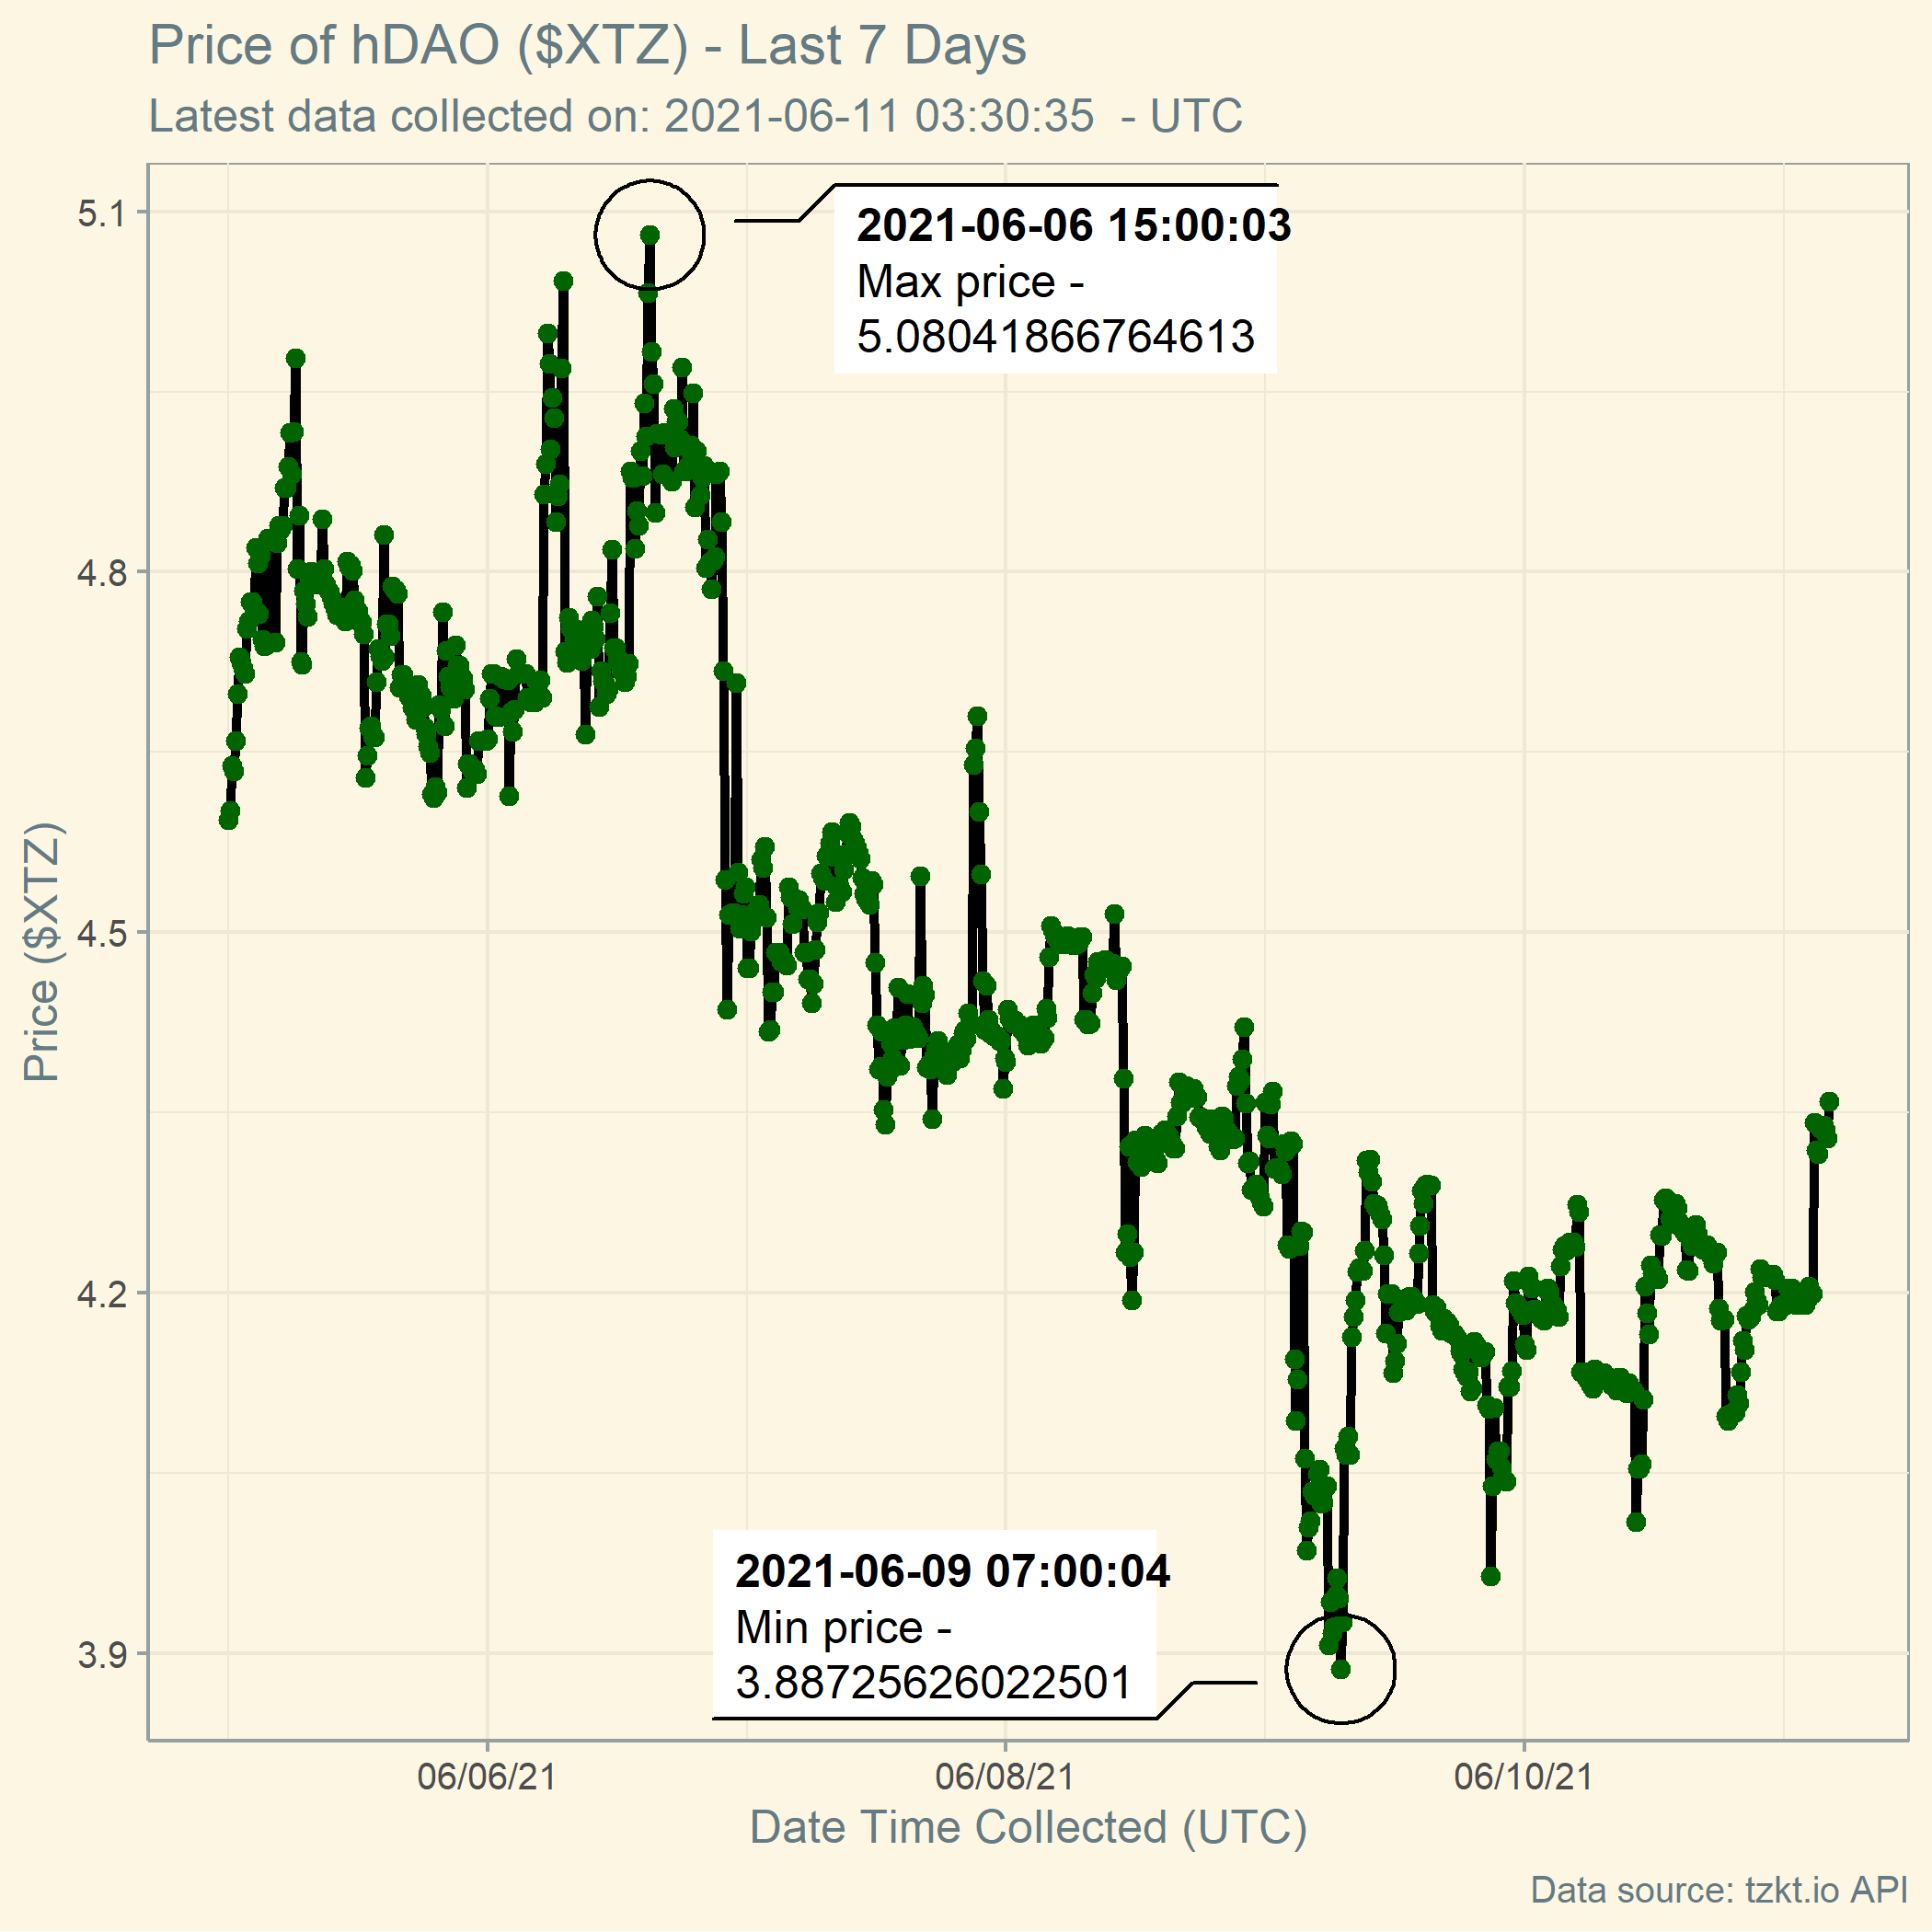 Price of hDAO ($XTZ) - Last 7 Days
Latest data collected on: 2021-06-11 03:30:35  - UTC
5.1
4.8
4.5
4.2
3.9
Price ($XTZ)
2021-06-06 15:00:03
Max price -
5.08041866764613
2021-06-09 07:00:04
Min price -
3.88725626022501
06/06/21
06/08/21
06/10/21
Date Time Collected (UTC)
Data source: tzkt.io API